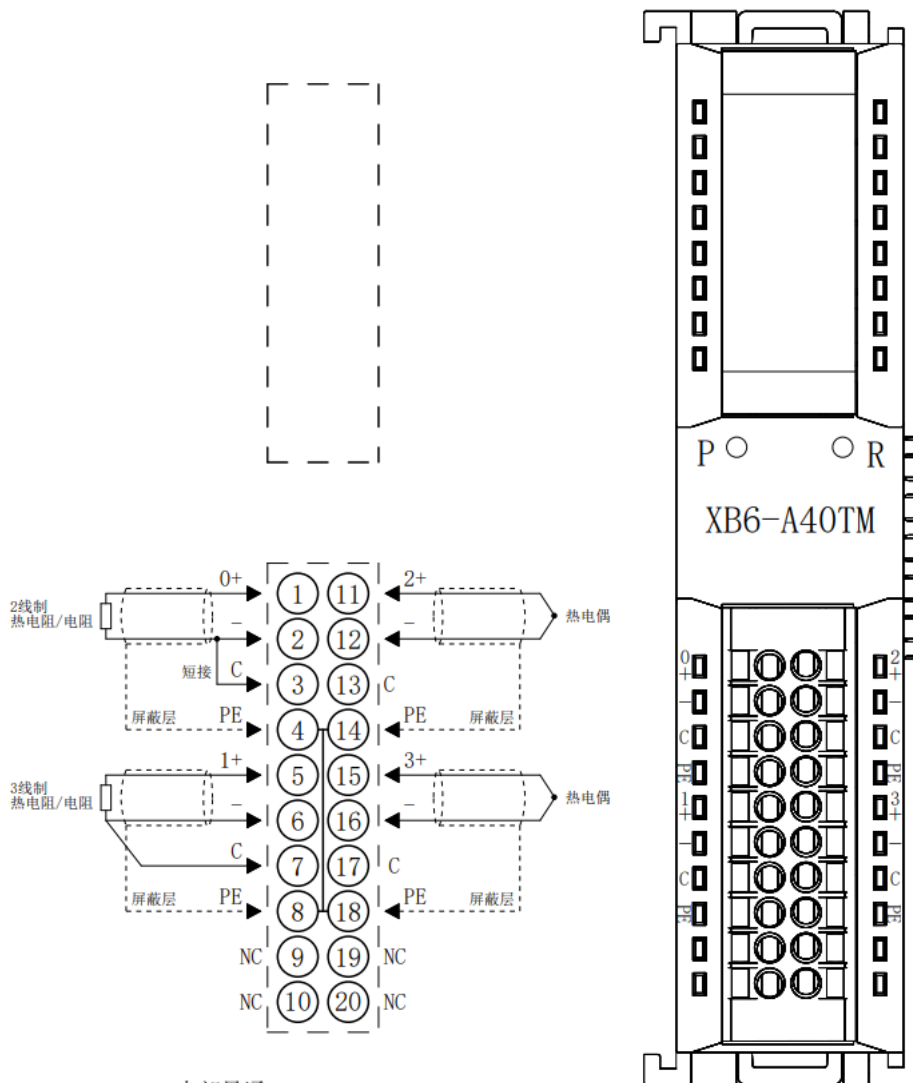 P R
XB6-A40TM
0+ 1 11 2+
2线制
热电阻/电阻
- 2 12 -
热电偶
短接 C 3 13 C
屏蔽层 PE 4 14 PE 屏蔽层
1+ 5 15 3+
3线制
热电阻/电阻
- 6 16 -
热电偶
C 7 17 C
屏蔽层 PE 8 18 PE 屏蔽层
NC 9 19 NC
NC 10 20 NC
0+ 2+
- -
C C
PE PE
1+ 3+
- -
C C
PE PE